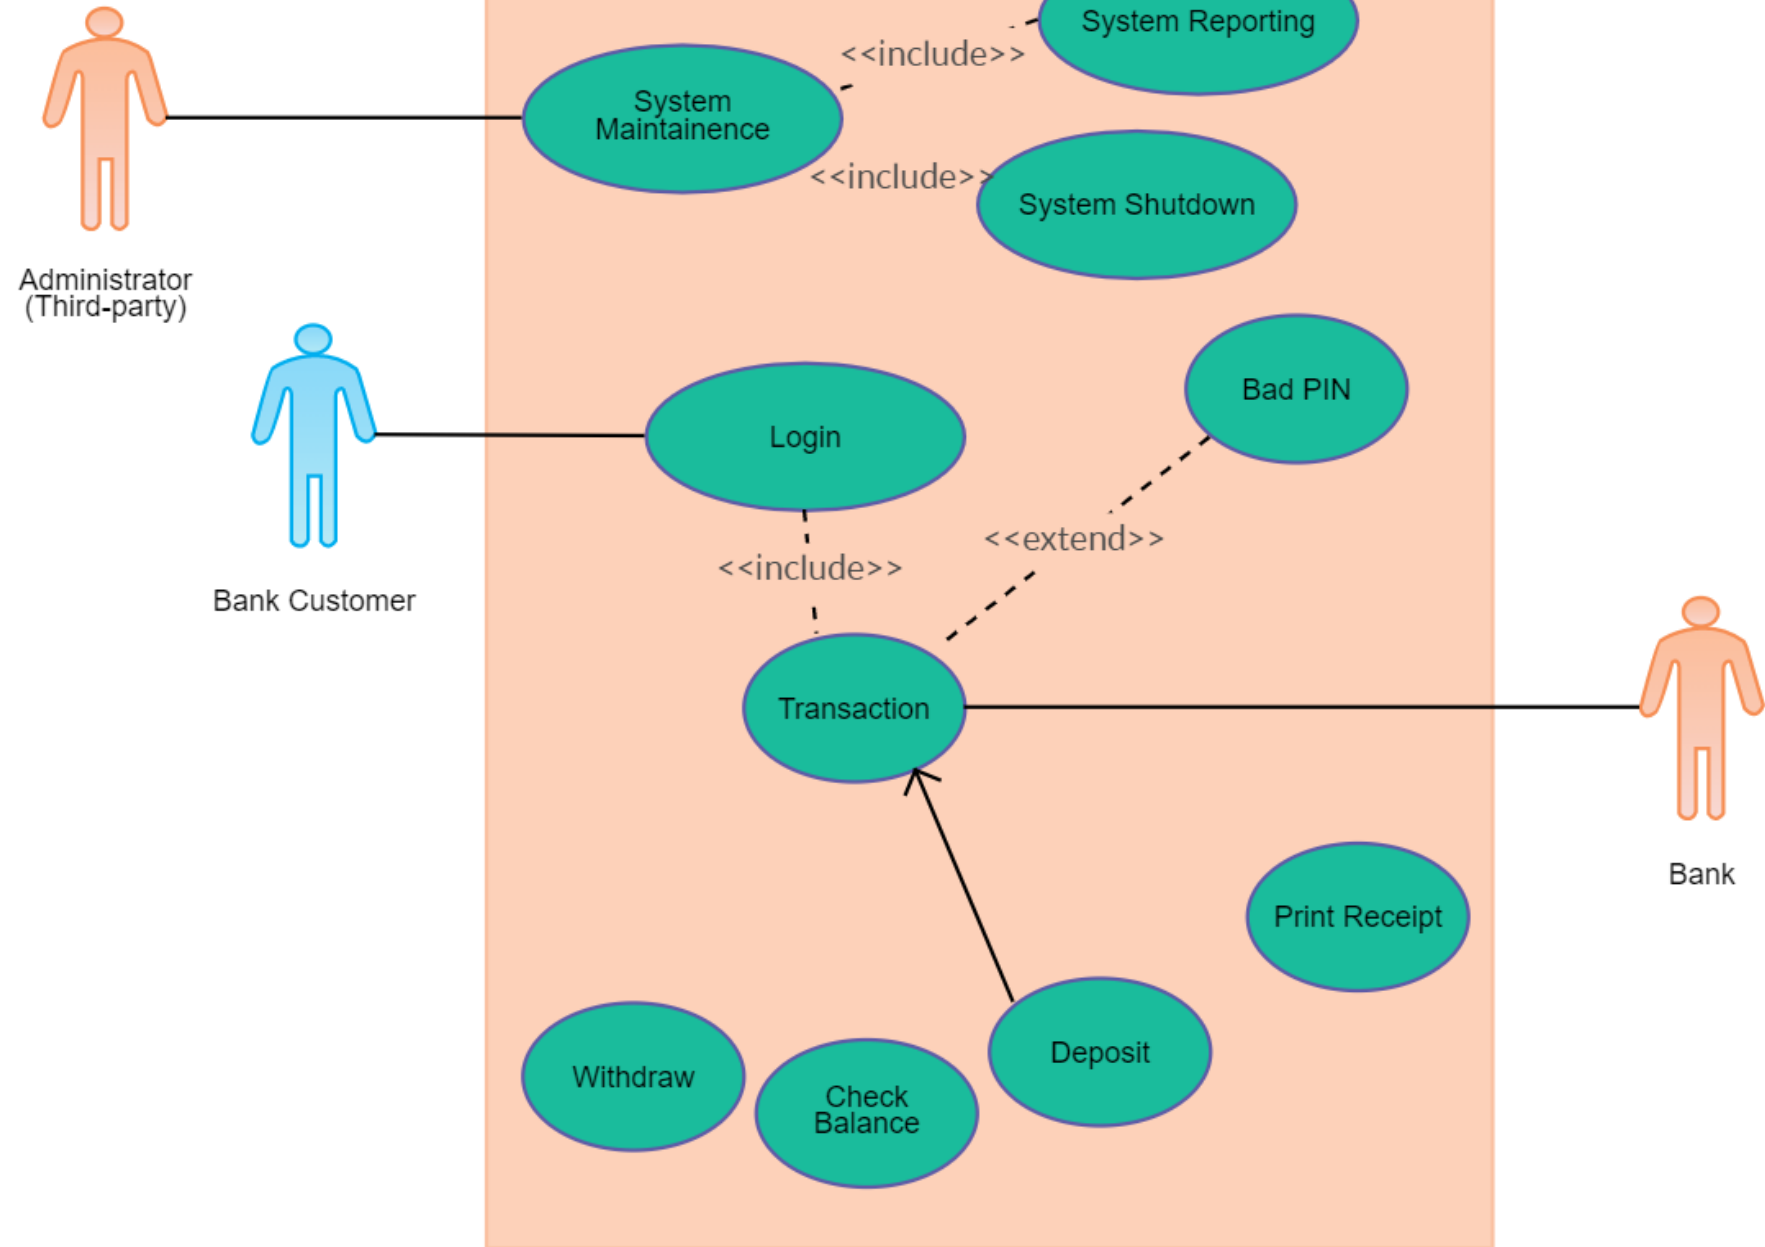 System Reporting
<<include>>
System
Maintainence
<<include>>
System Shutdown
Administrator
(Third-party)
Bad PIN
Login
<<extend>>
<<include>>
Bank Customer
Transaction
Bank
Print Receipt
Deposit
Withdraw
Check
Balance